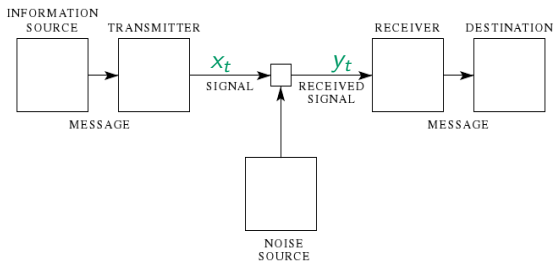 INFORMATION
SOURCE
TRANSMITTER
RECEIVER
DESTINATION
x_t
y_t
SIGNAL
RECEIVED
SIGNAL
MESSAGE
MESSAGE
NOISE
SOURCE